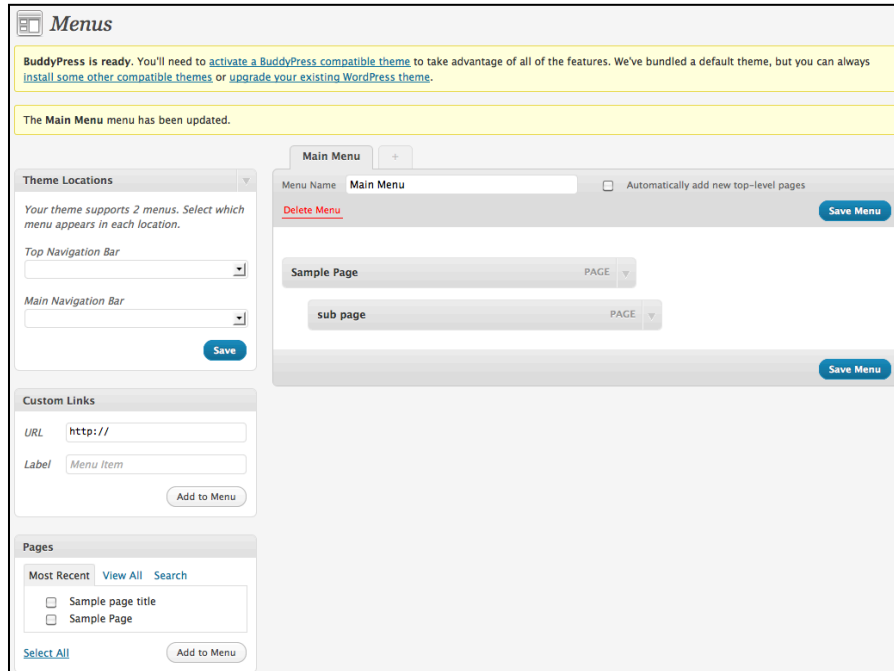 Menus
BuddyPress is ready. You'll need to activate a BuddyPress compatible theme to take advantage of all of the features. We've bundled a default theme, but you can always
install some other compatible themes or upgrade your existing WordPress theme.
The Main Menu menu has been updated.
Theme Locations
Your theme supports 2 menus. Select which
menu appears in each location.
Top Navigation Bar
Main Navigation Bar
Save
Custom Links
URL http://
Label Menu Item
Add to Menu
Pages
Most Recent View All Search
Sample page title
Sample Page
Select All Add to Menu
Main Menu +
Menu Name Main Menu Automatically add new top-level pages
Delete Menu Save Menu
Sample Page PAGE
sub page PAGE
Save Menu